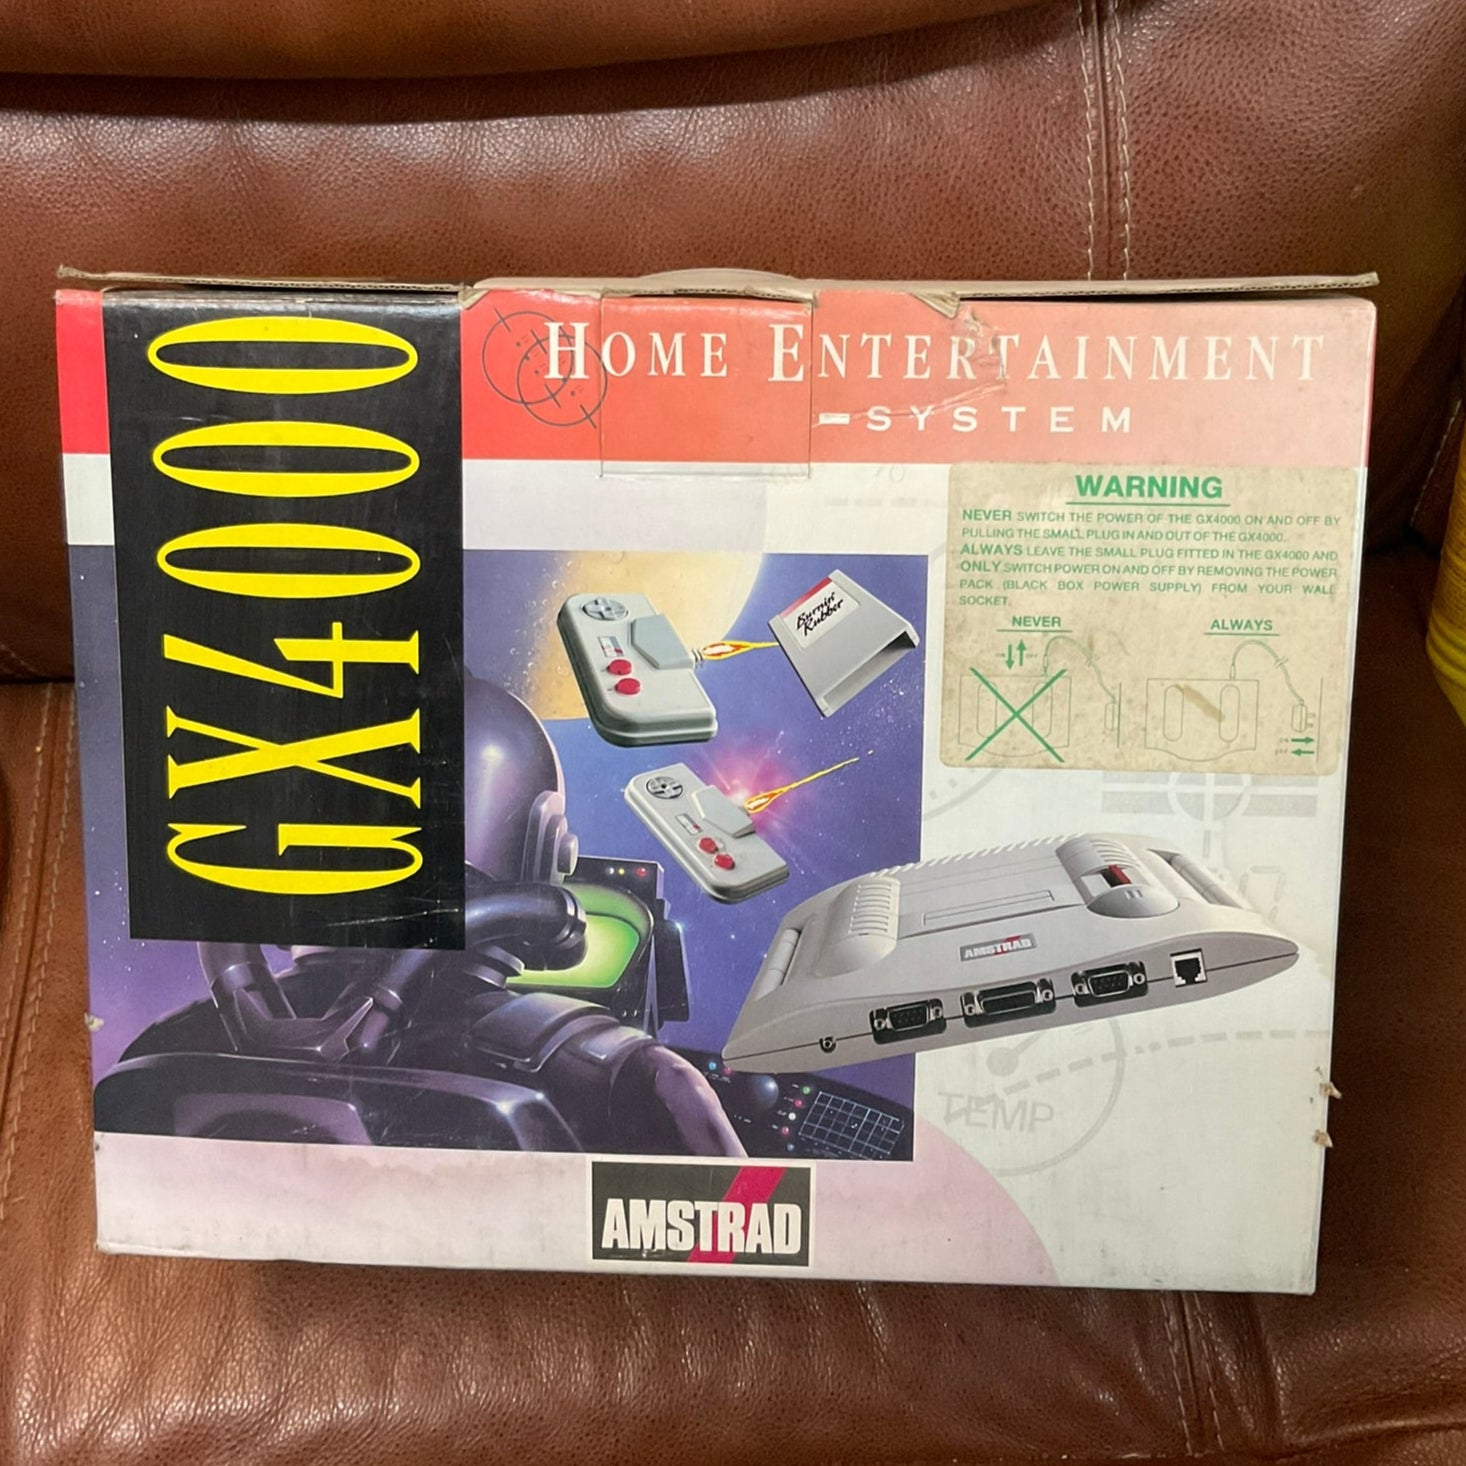 GX4000
HOME ENTERTAINMENT
SYSTEM
WARNING
NEVER SWITCH THE POWER OF THE GX4000 ON AND OFF BY
PULLING THE SMALL PLUG IN AND OUT OF THE GX4000.
ALWAYS LEAVE THE SMALL PLUG FITTED IN THE GX4000 AND
ONLY SWITCH POWER ON AND OFF BY REMOVING THE POWER
PACK (BLACK BOX POWER SUPPLY) FROM YOUR WALL
SOCKET.
NEVER
ALWAYS
Burnin'
Rubber
AMSTRAD
TEMP
AMSTRAD